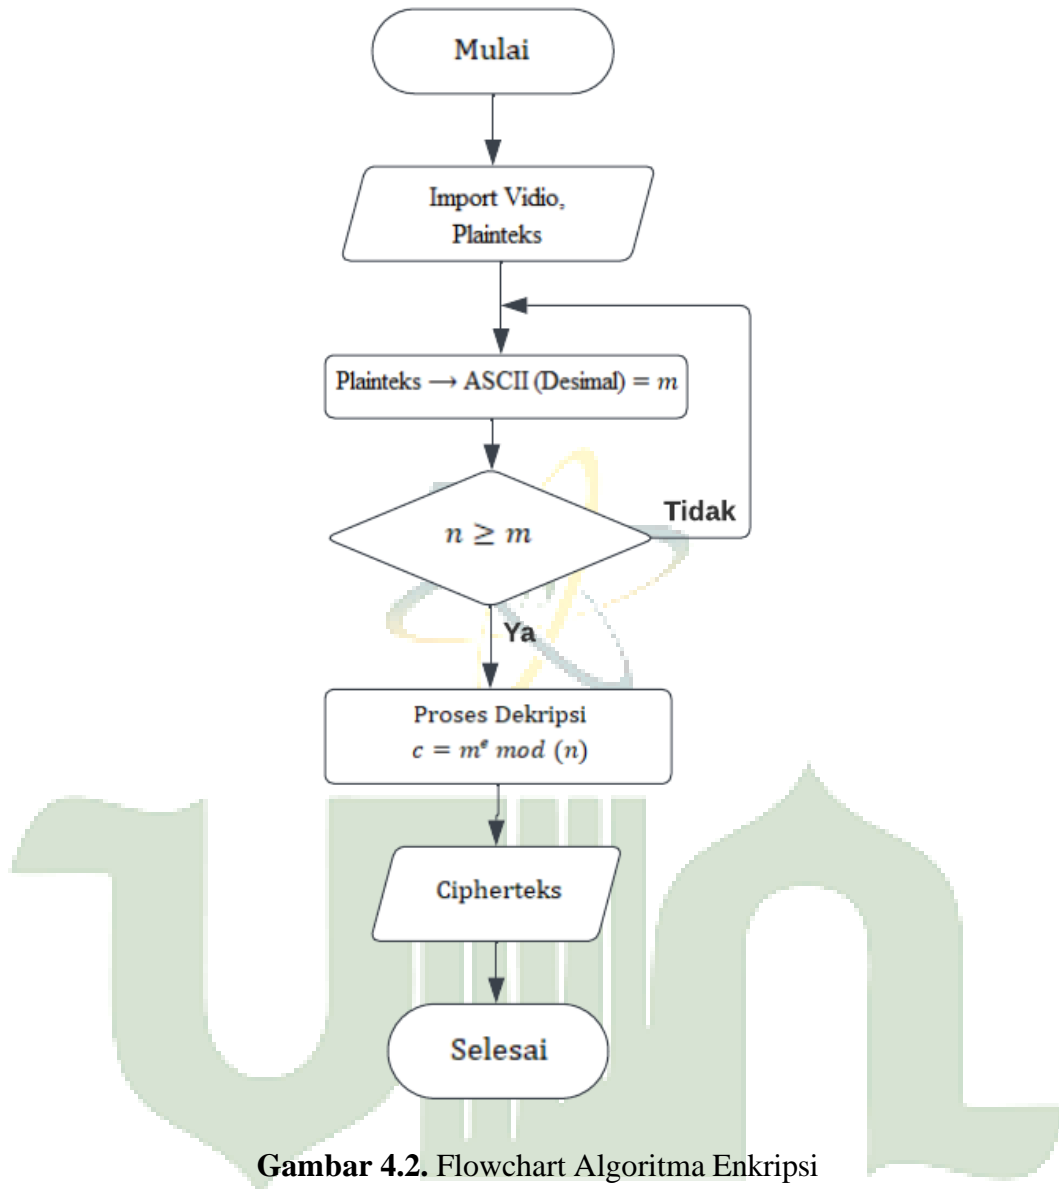 Mulai
Import Vidio,
Plainteks
Plainteks → ASCII (Desimal) = m
n ≥ m
Tidak
Ya
Proses Dekripsi
c = mᵉ mod (n)
Cipherteks
Selesai
Gambar 4.2. Flowchart Algoritma Enkripsi